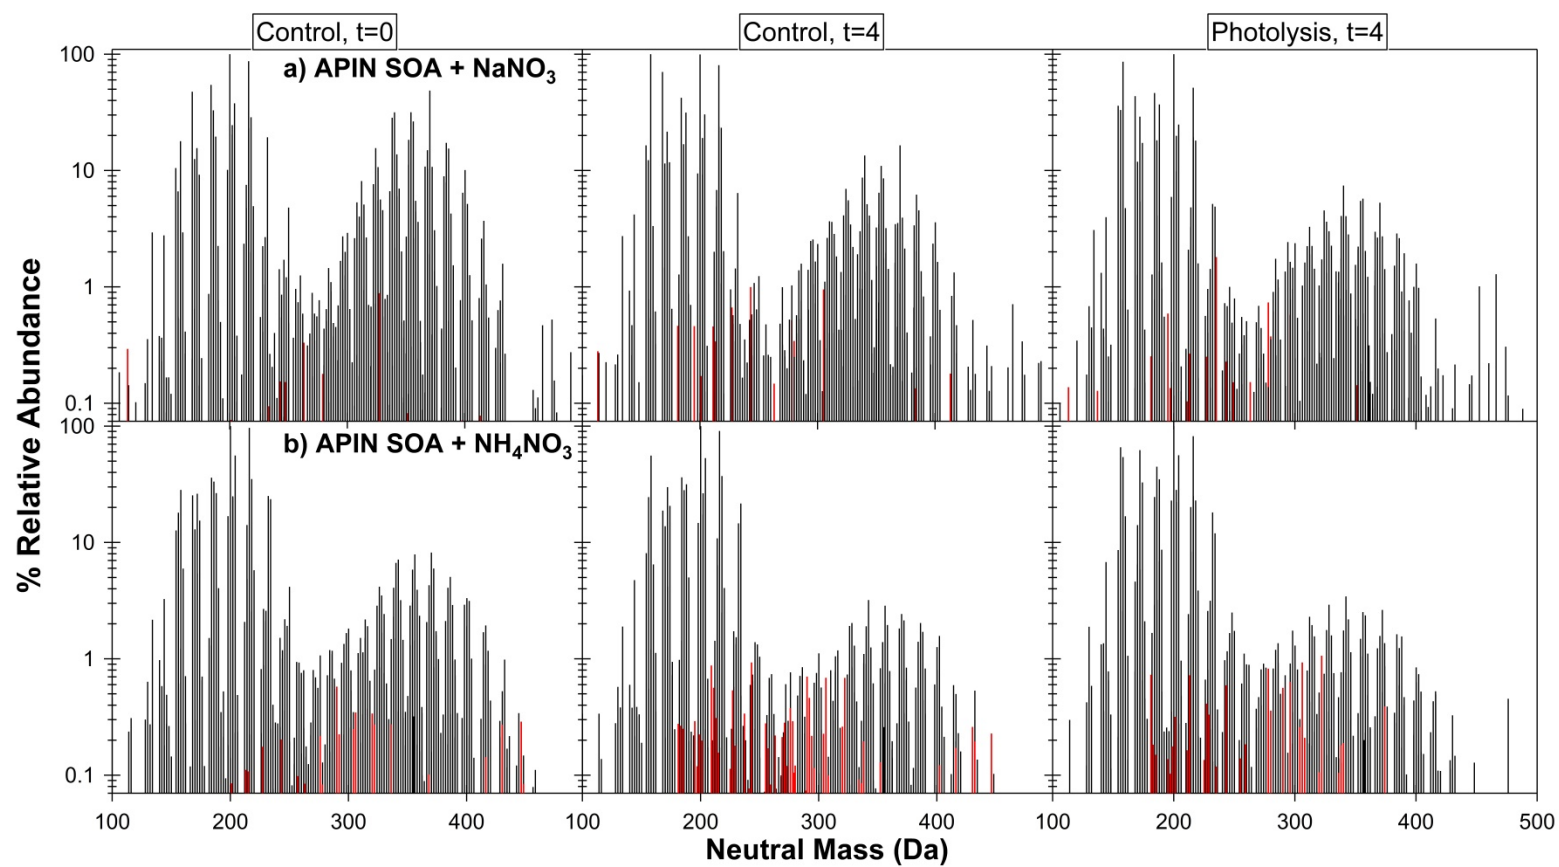 Control, t=0 Control, t=4 Photolysis, t=4
a) APIN SOA + NaNO₃
100
10
1
0.1
b) APIN SOA + NH₄NO₃
100
10
1
0.1
% Relative Abundance
100 200 300 400 100 200 300 400 100 200 300 400 500
Neutral Mass (Da)